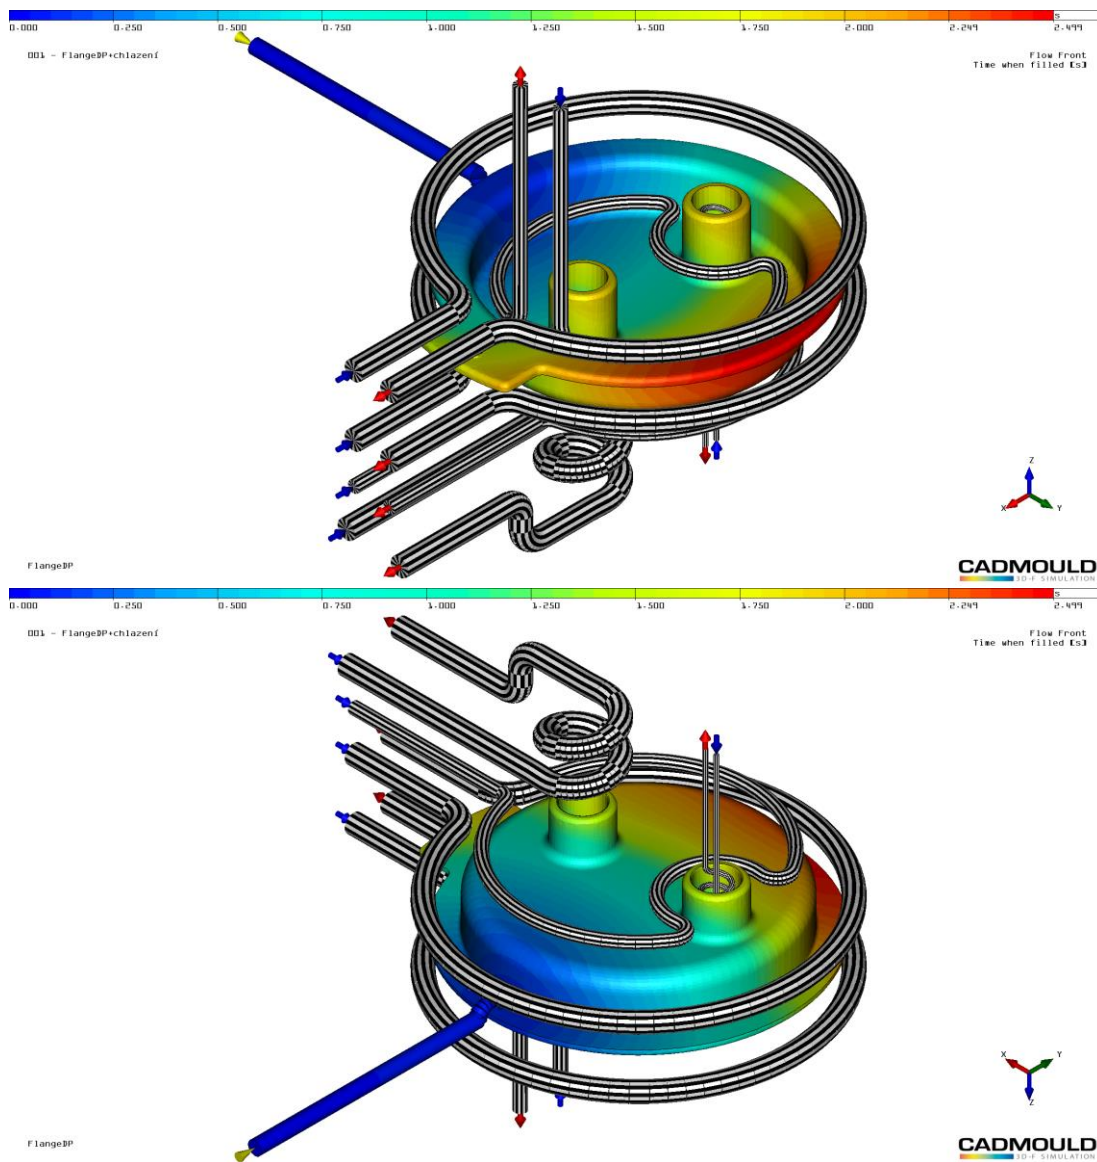 0.000 0.250 0.500 0.750 1.000 1.250 1.500 1.750 2.000 2.249 s 2.499
001 - FlangeDP+chlazení
Flow Front
Time when filled [s]
Z
X
Y
FlangeDP
CADMOULD
3D-F SIMULATION
0.000 0.250 0.500 0.750 1.000 1.250 1.500 1.750 2.000 2.249 s 2.499
001 - FlangeDP+chlazení
Flow Front
Time when filled [s]
X
Y
Z
FlangeDP
CADMOULD
3D-F SIMULATION